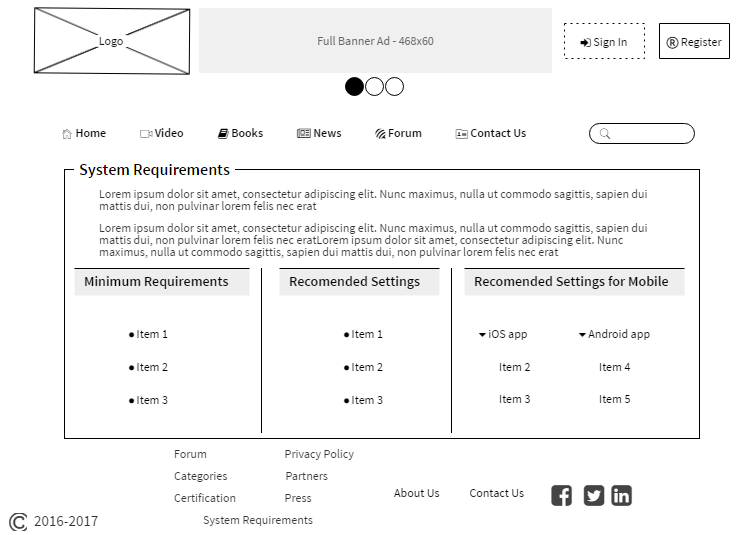 Logo
Full Banner Ad - 468x60
Sign In
® Register
Home
Video
Books
News
Forum
Contact Us
System Requirements
Lorem ipsum dolor sit amet, consectetur adipiscing elit. Nunc maximus, nulla ut commodo sagittis, sapien dui
mattis dui, non pulvinar lorem felis nec erat
Lorem ipsum dolor sit amet, consectetur adipiscing elit. Nunc maximus, nulla ut commodo sagittis, sapien dui
mattis dui, non pulvinar lorem felis nec eratLorem ipsum dolor sit amet, consectetur adipiscing elit. Nunc
maximus, nulla ut commodo sagittis, sapien dui mattis dui, non pulvinar lorem felis nec erat
Minimum Requirements
Item 1
Item 2
Item 3
Recomended Settings
Item 1
Item 2
Item 3
Recomended Settings for Mobile
iOS app
Item 2
Item 3
Android app
Item 4
Item 5
Forum
Categories
Certification
Privacy Policy
Partners
Press
System Requirements
About Us
Contact Us
© 2016-2017